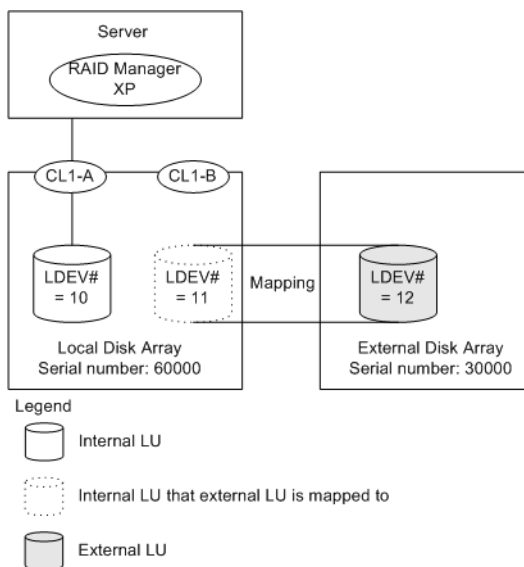 Server
RAID Manager
XP
CL1-A
CL1-B
LDEV#
= 10
LDEV#
= 11
Mapping
LDEV#
= 12
Local Disk Array
Serial number: 60000
External Disk Array
Serial number: 30000
Legend
Internal LU
Internal LU that external LU is mapped to
External LU